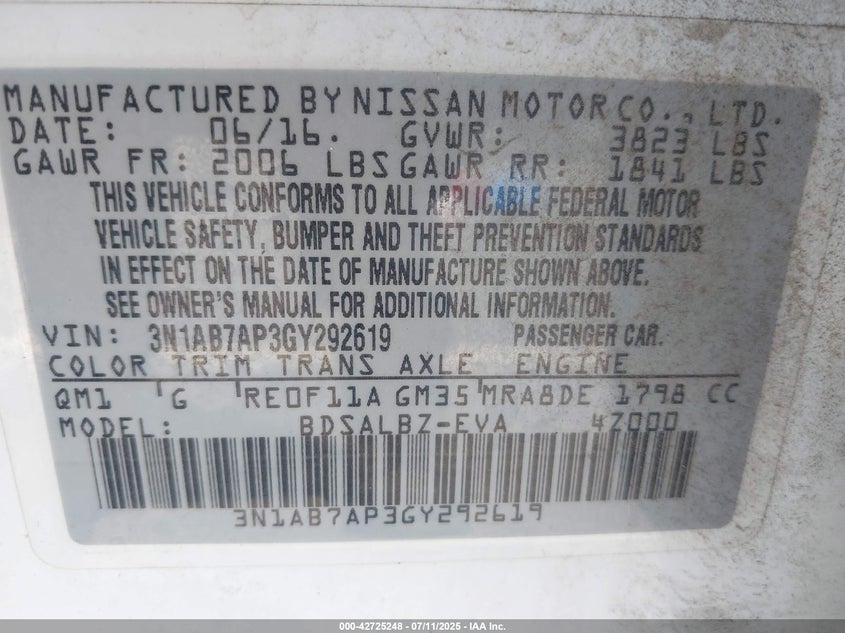 MANUFACTURED BY NISSAN MOTOR CO., LTD.
DATE: 06/16. GVWR: 3823 LBS
GAWR FR: 2006 LBS GAWR RR: 1841 LBS
THIS VEHICLE CONFORMS TO ALL APPLICABLE FEDERAL MOTOR
VEHICLE SAFETY, BUMPER AND THEFT PREVENTION STANDARDS
IN EFFECT ON THE DATE OF MANUFACTURE SHOWN ABOVE.
SEE OWNER'S MANUAL FOR ADDITIONAL INFORMATION.
VIN: 3N1AB7AP3GY292619 PASSENGER CAR.
COLOR TRIM TRANS AXLE ENGINE
QM1 G RE0F11A GM35 MRA8DE 1798 CC
MODEL: BDSALBZ-EVA 4Z000
3N1AB7AP3GY292619
000-42725248 - 07/11/2025 - IAA Inc.